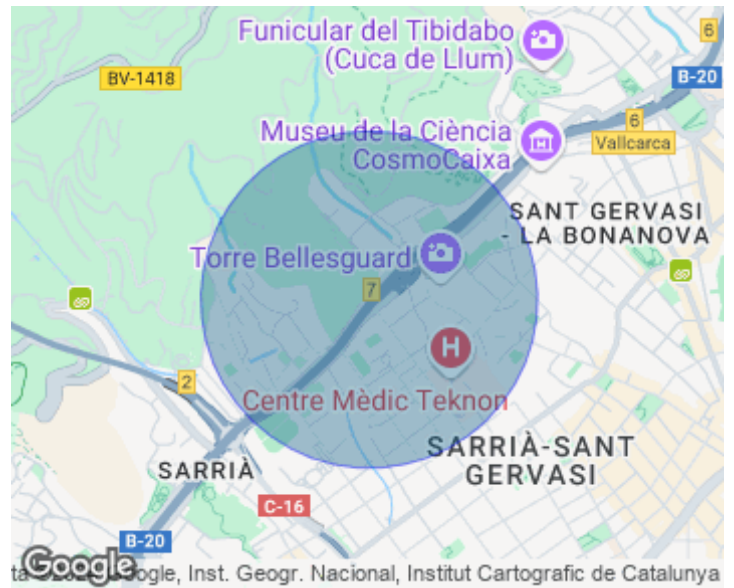 Funicular del Tibidabo
(Cuca de Llum)
6
BV-1418
B-20
Museu de la Ciència
CosmoCaixa
6
Vallcarca
SANT GERVASI
- LA BONANOVA
Torre Bellesguard
7
H
2
Centre Mèdic Teknon
SARRIÀ-SANT
GERVASI
SARRIÀ
C-16
B-20
Google
Google, Inst. Geogr. Nacional, Institut Cartografic de Catalunya